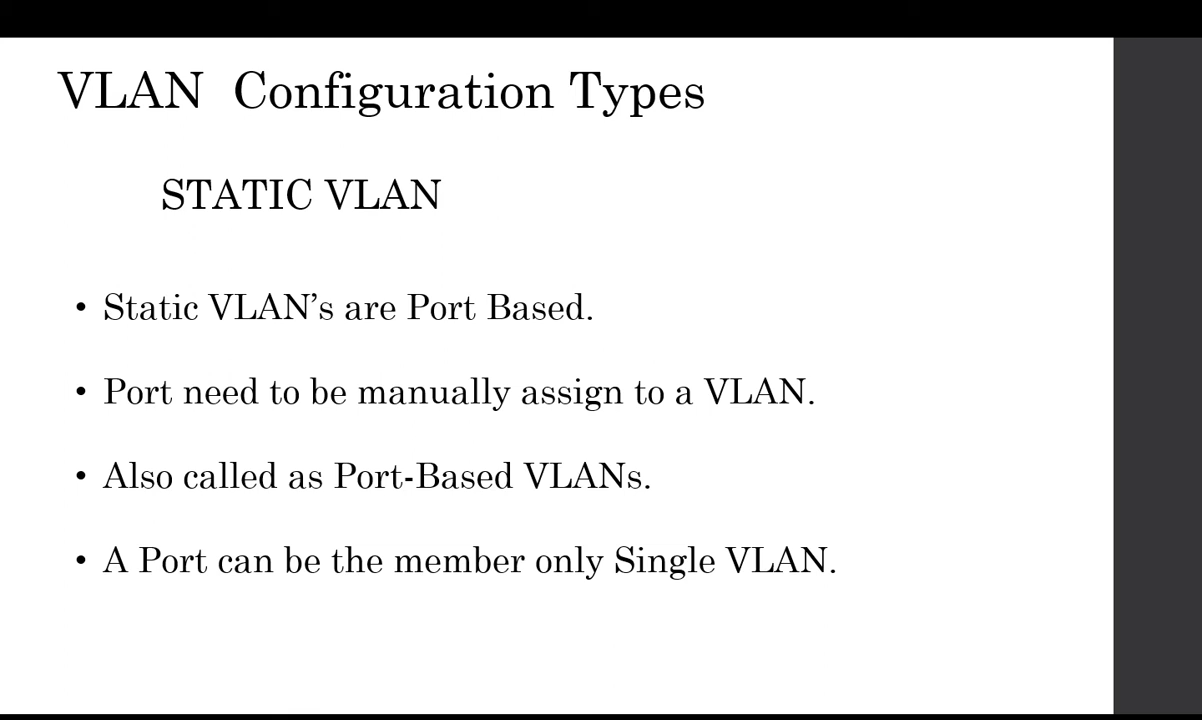 VLAN Configuration Types
STATIC VLAN
• Static VLAN’s are Port Based.
• Port need to be manually assign to a VLAN.
• Also called as Port-Based VLANs.
• A Port can be the member only Single VLAN.